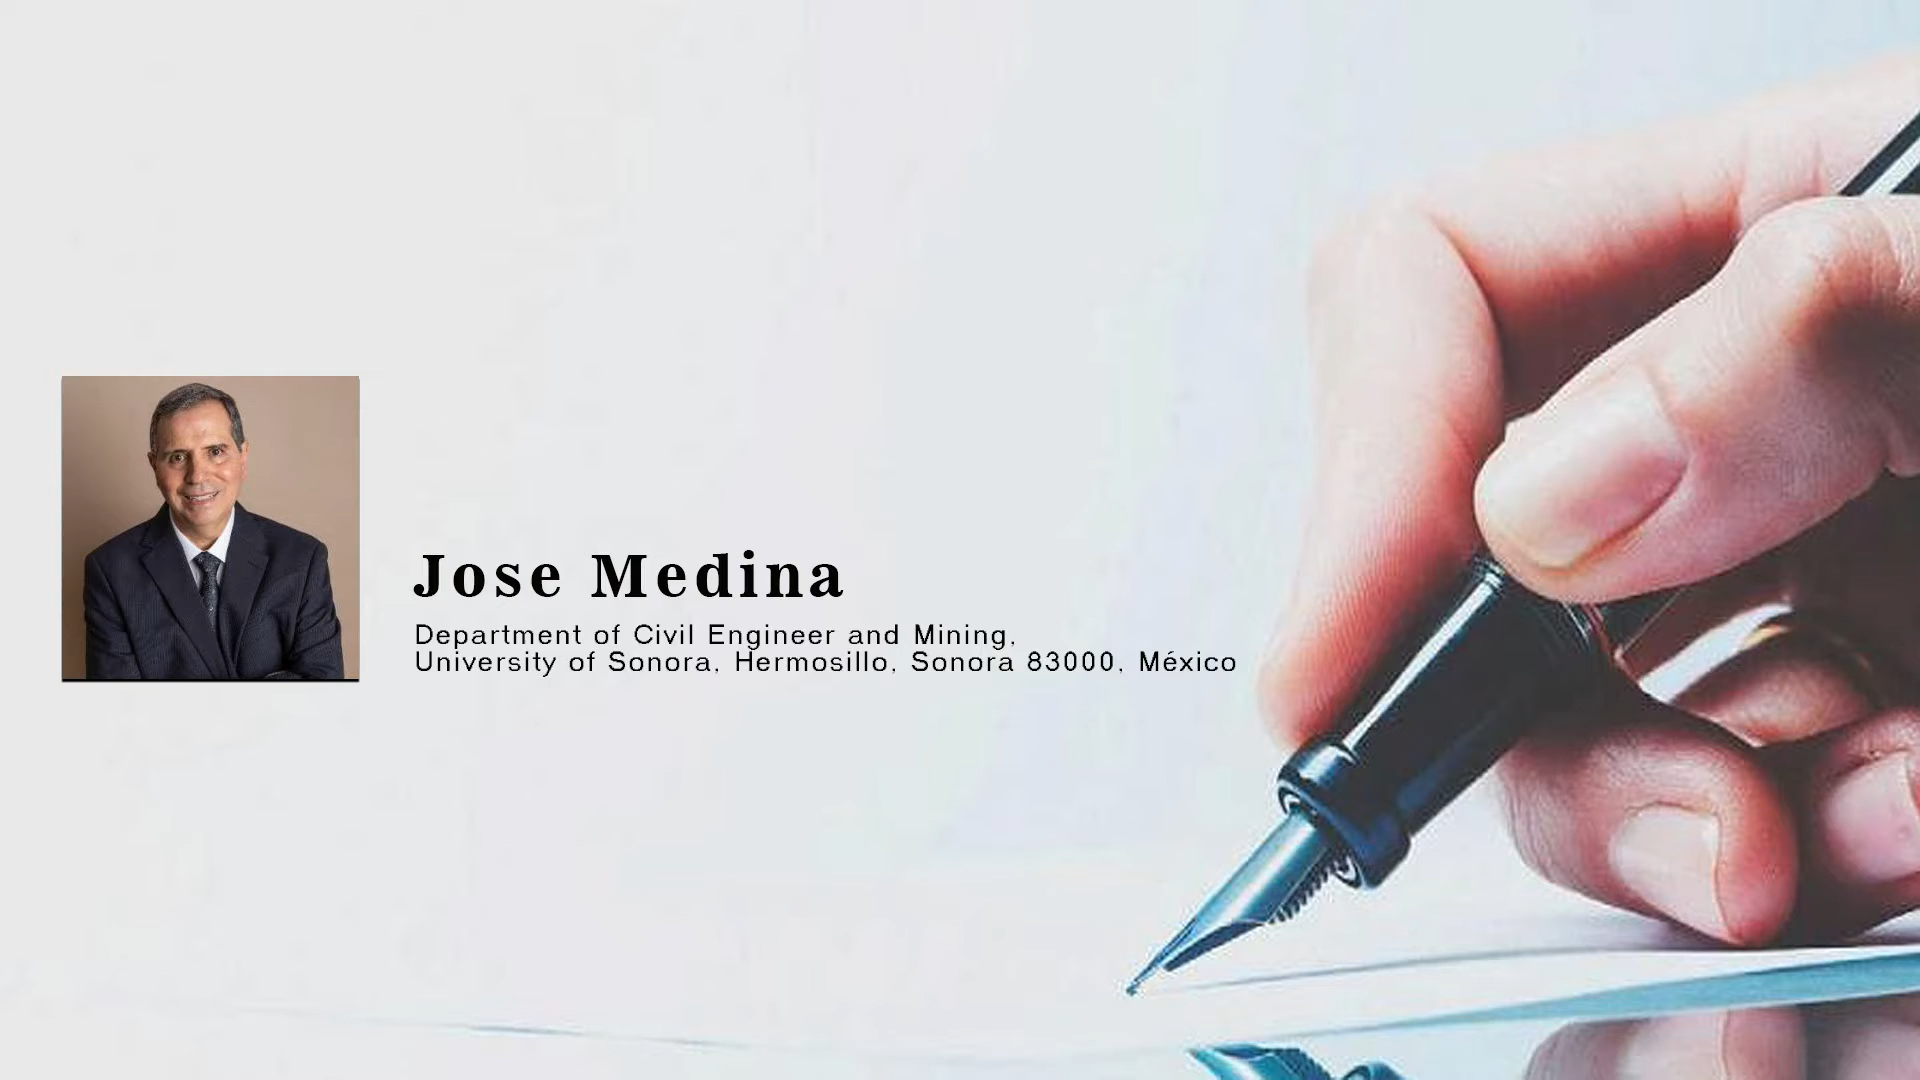 Jose Medina
Department of Civil Engineer and Mining,
University of Sonora, Hermosillo, Sonora 83000, México